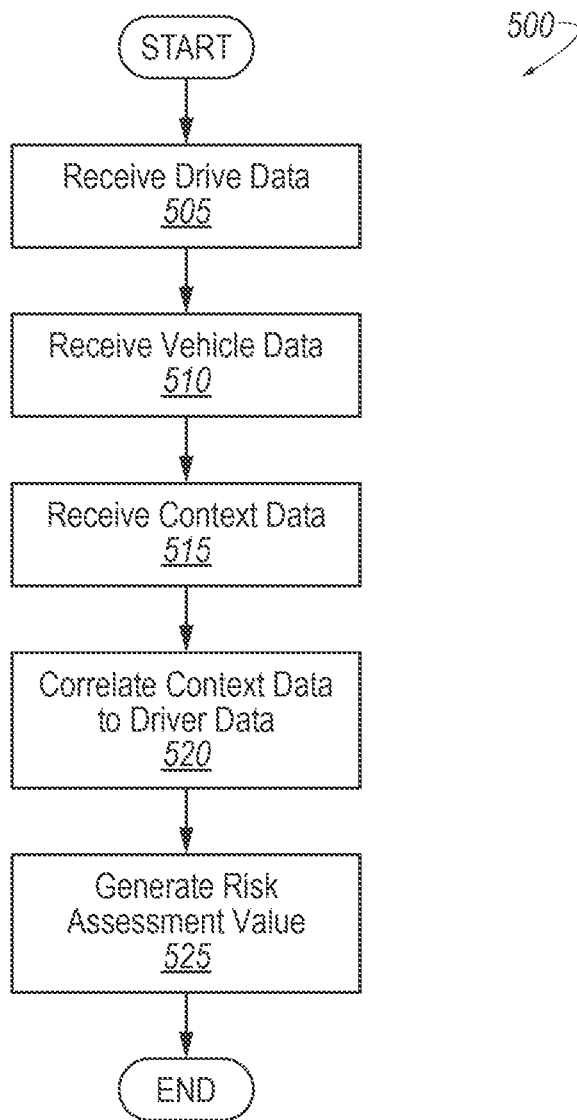 START
500
Receive Drive Data
505
Receive Vehicle Data
510
Receive Context Data
515
Correlate Context Data
to Driver Data
520
Generate Risk
Assessment Value
525
END